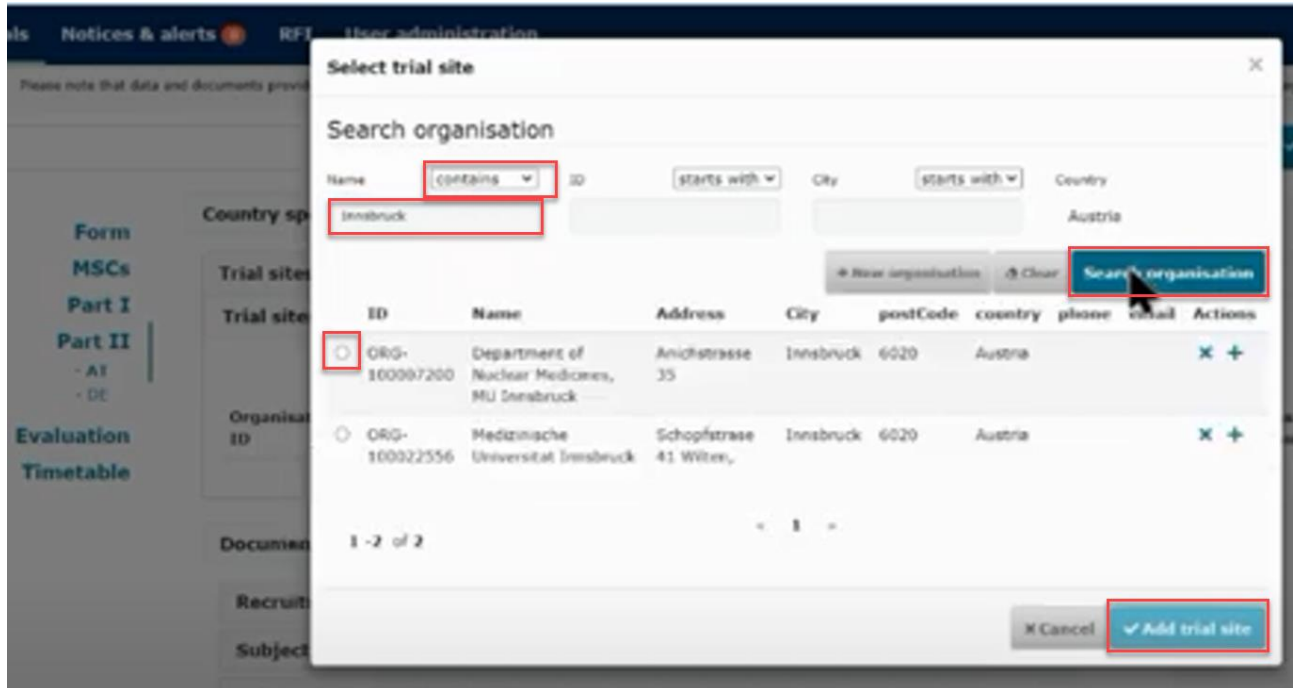 ls Notices & alerts RFI User administration
Please note that data and documents provid
Select trial site ×
Search organisation
Name contains ID starts with City starts with Country
Innsbruck Austria
+ New organisation Clear Search organisation
ID Name Address City postCode country phone email Actions
ORG- Department of Anichstrasse Innsbruck 6020 Austria × +
100007200 Nuclear Medicines, 35
MU Innsbruck
ORG- Medizinische Schopfstrase Innsbruck 6020 Austria × +
100022556 Universitat Innsbruck 41 Wilten,
« 1 »
1 -2 of 2
× Cancel ✓ Add trial site
Form
MSCs
Part I
Part II
- AT
- DE
Evaluation
Timetable
Country sp
Trial sites
Trial site
Organisat
ID
Documen
Recruit
Subject